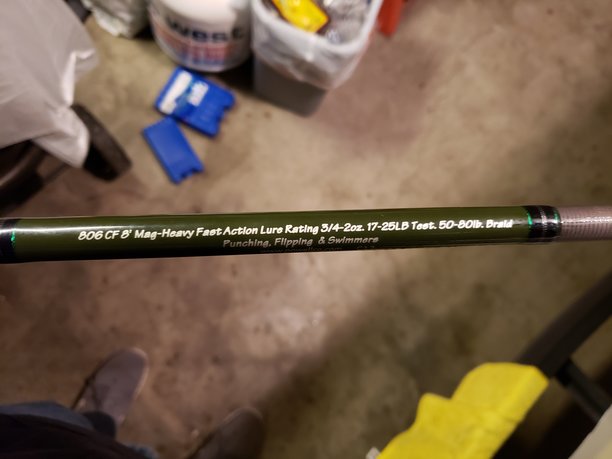 west
806 CF 8' Mag-Heavy Fast Action Lure Rating 3/4-2oz. 17-25LB Test. 50-80lb. Braid
Punching, Flipping & Swimmers